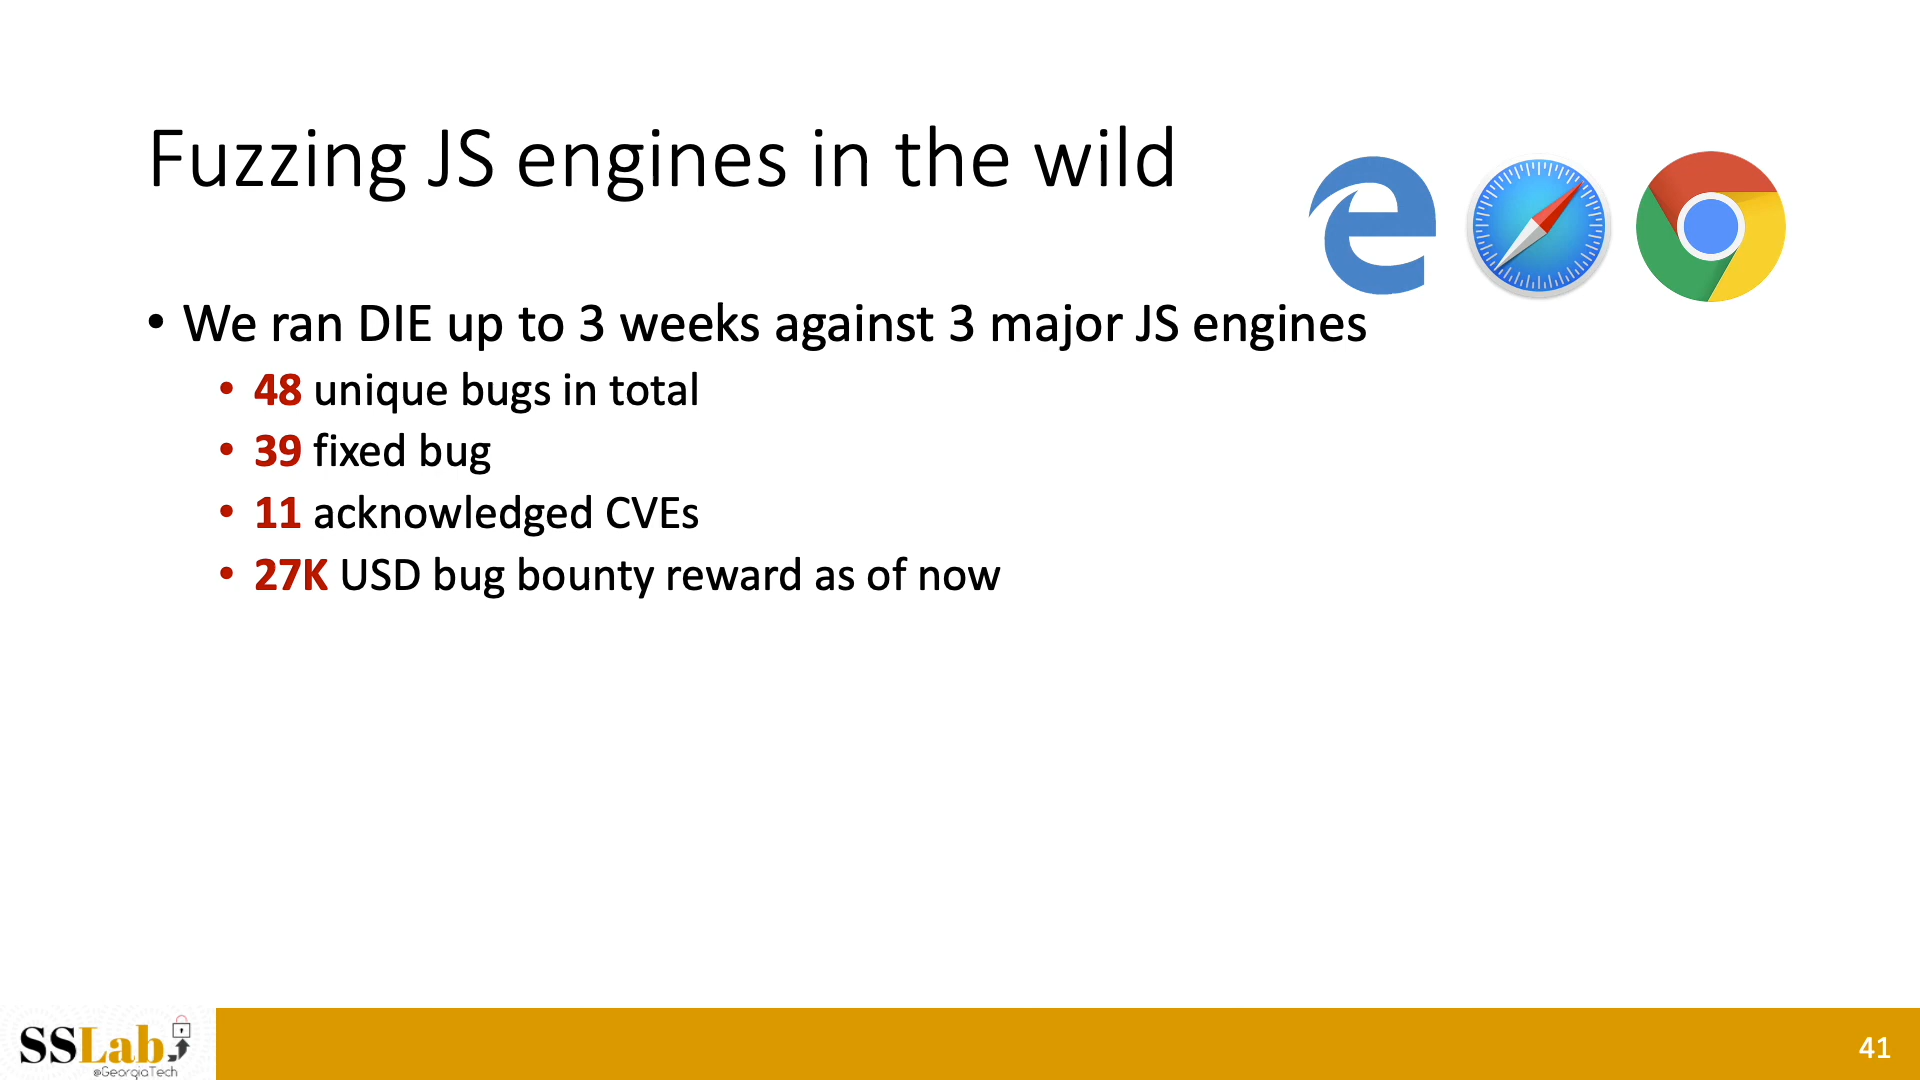 Fuzzing JS engines in the wild
• We ran DIE up to 3 weeks against 3 major JS engines
• 48 unique bugs in total
• 39 fixed bug
• 11 acknowledged CVEs
• 27K USD bug bounty reward as of now
SSLab
@GeorgiaTech
41